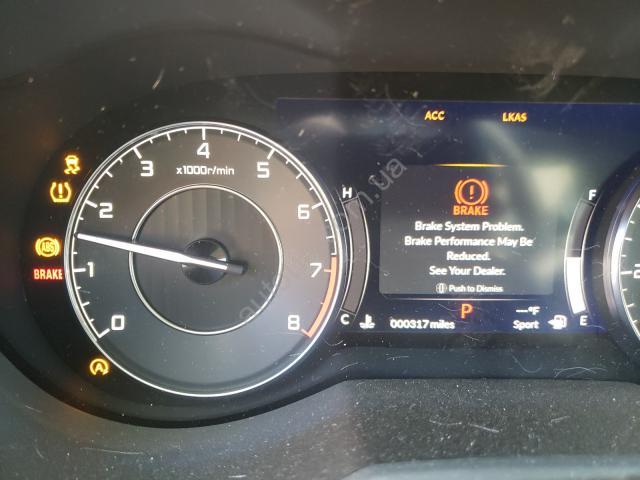 ACC LKAS
x1000r/min
0 1 2 3 4 5 6 7 8
ABS
BRAKE
H
C
BRAKE
Brake System Problem.
Brake Performance May Be
Reduced.
See Your Dealer.
Push to Dismiss
F
E
P
---°F
000317 miles
Sport